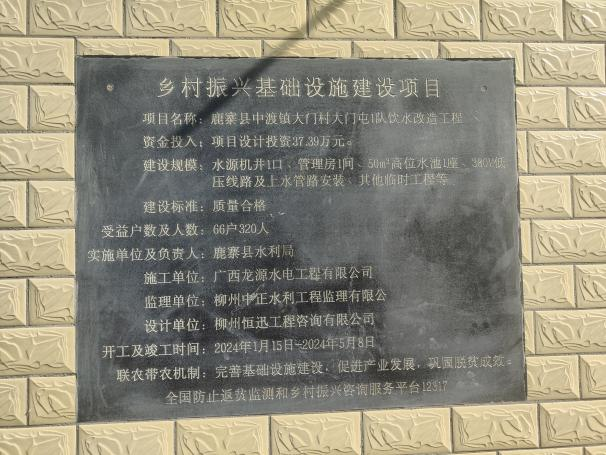 乡村振兴基础设施建设项目
项目名称：鹿寨县中渡镇大门村大门屯1队饮水改造工程
资金投入：项目设计投资37.39万元。
建设规模：水源机井1口、管理房1间、50m³高位水池1座、380V低
压线路及上水管路安装、其他临时工程等
建设标准：质量合格
受益户数及人数：66户320人
实施单位及负责人：鹿寨县水利局
施工单位：广西龙源水电工程有限公司
监理单位：柳州中正水利工程监理有限公
设计单位：柳州恒迅工程咨询有限公司
开工及竣工时间：2024年1月15日-2024年5月8日
联农带农机制：完善基础设施建设，促进产业发展，巩固脱贫成效。
全国防止返贫监测和乡村振兴咨询服务平台12317